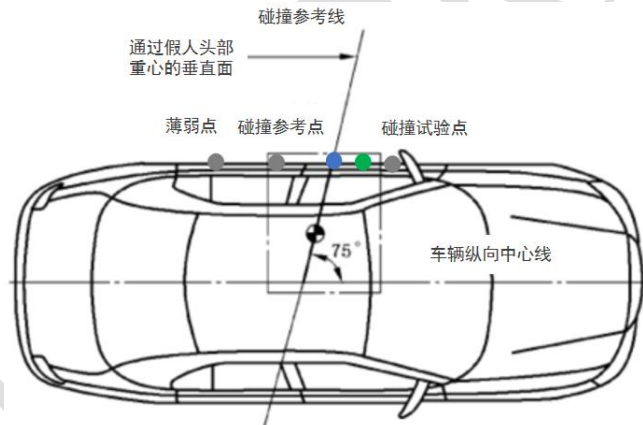 碰撞参考线
通过假人头部
重心的垂直面
薄弱点 碰撞参考点 碰撞试验点
75°
车辆纵向中心线